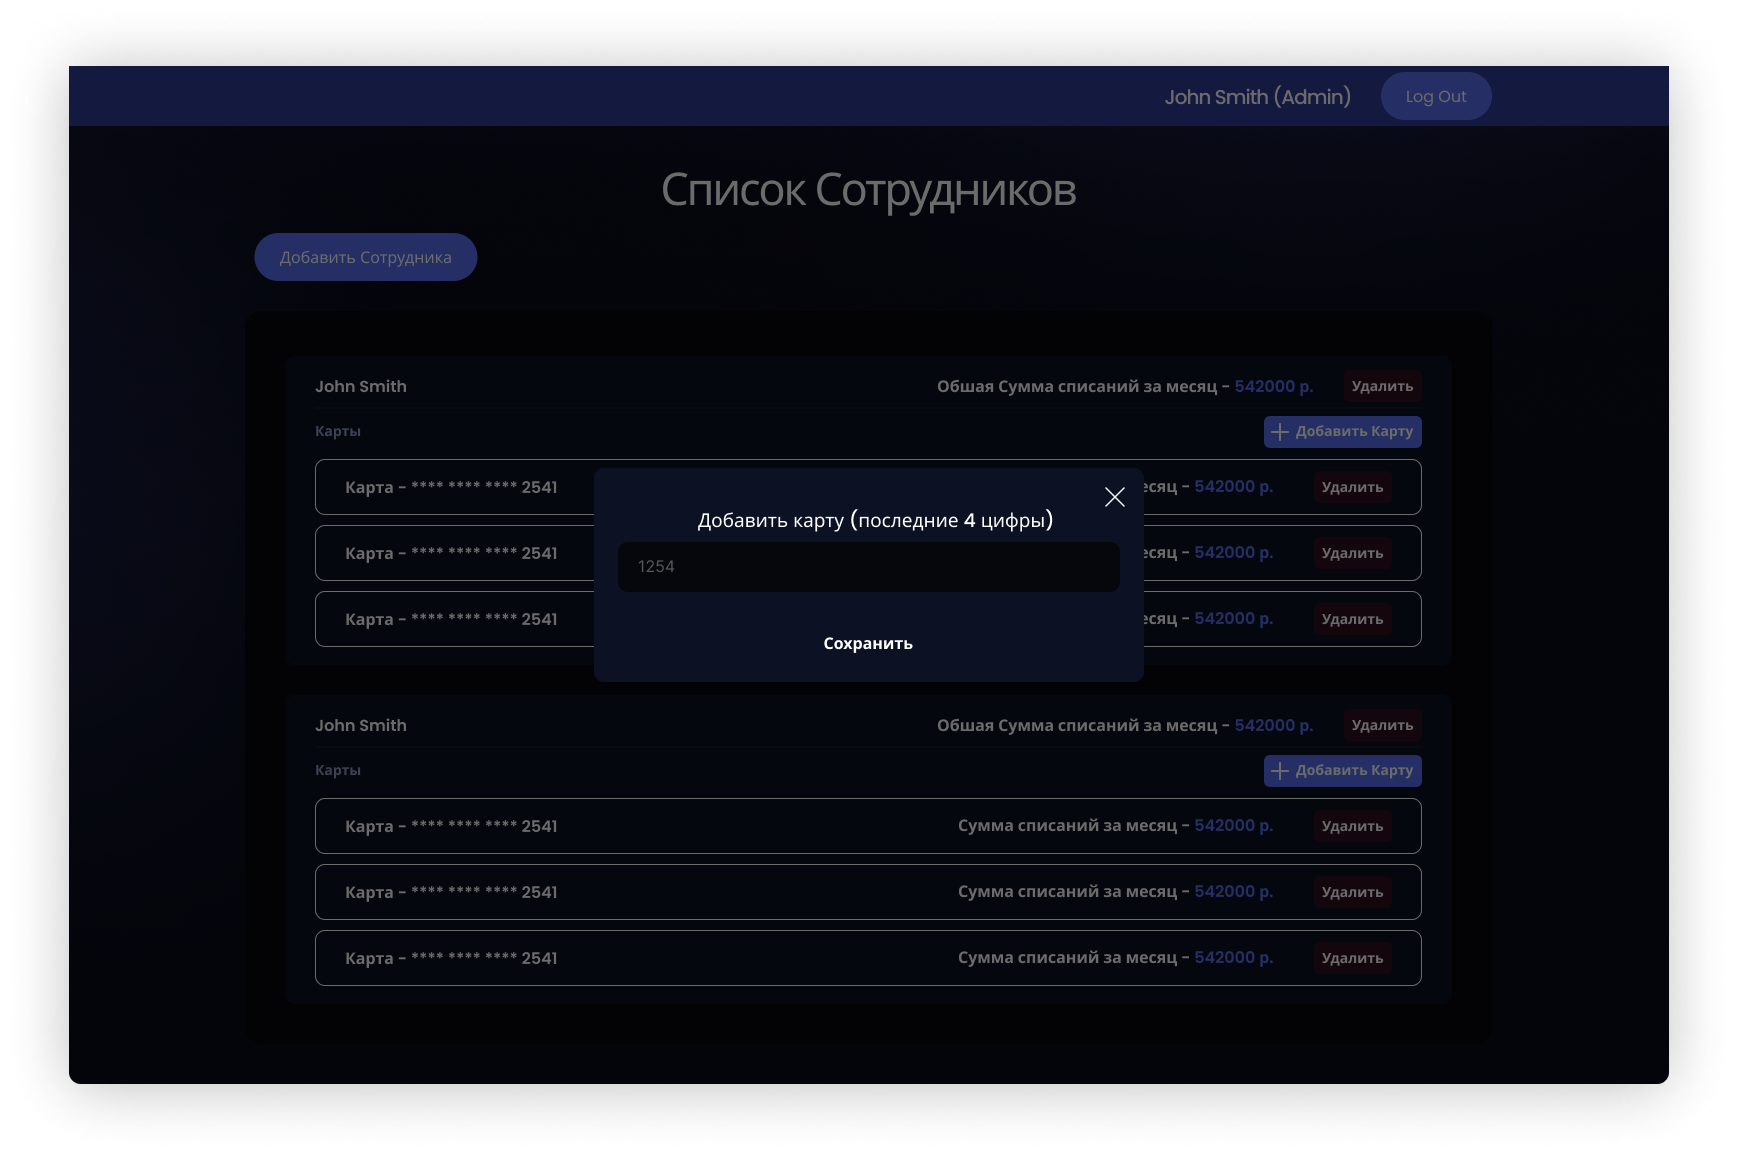 John Smith (Admin) Log Out
Список Сотрудников
Добавить Сотрудника
John Smith Обшая Сумма списаний за месяц - 542000 р. Удалить
Карты Добавить Карту
Карта - **** **** **** 2541 есяц - 542000 р. Удалить
Добавить карту (последние 4 цифры)
Карта - **** **** **** 2541 есяц - 542000 р. Удалить
1254
Карта - **** **** **** 2541 есяц - 542000 р. Удалить
Сохранить
John Smith Обшая Сумма списаний за месяц - 542000 р. Удалить
Карты Добавить Карту
Карта - **** **** **** 2541 Сумма списаний за месяц - 542000 р. Удалить
Карта - **** **** **** 2541 Сумма списаний за месяц - 542000 р. Удалить
Карта - **** **** **** 2541 Сумма списаний за месяц - 542000 р. Удалить